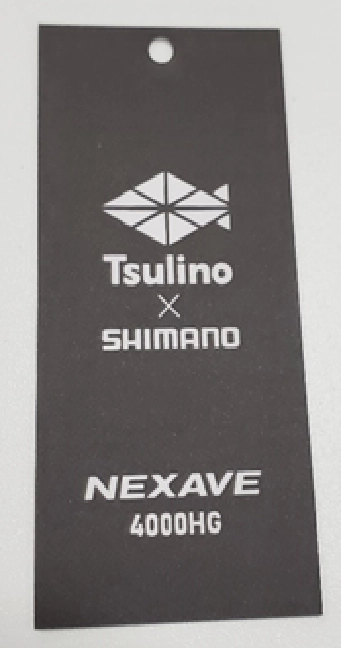 Tsulino
×
SHIMANO
NEXAVE
4000HG